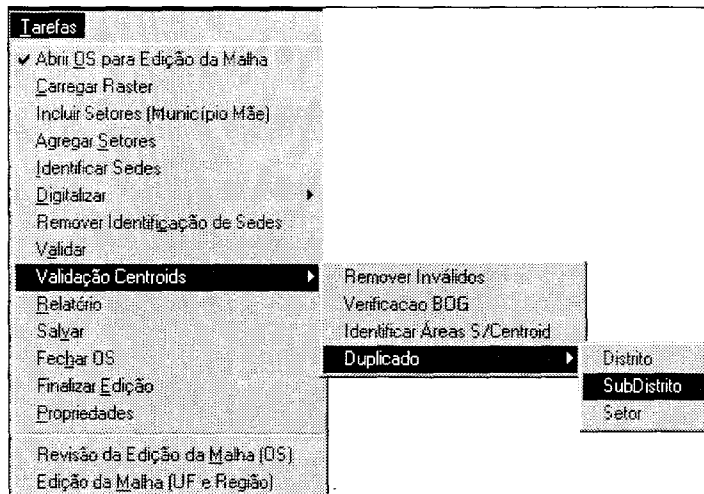 Tarefas
Abrir OS para Edição da Malha
Carregar Raster
Incluir Setores (Município Mãe)
Agregar Setores
Identificar Sedes
Digitalizar
Remover Identificação de Sedes
Validar
Validação Centroids
Relatório
Salvar
Fechar OS
Finalizar Edição
Propriedades
Revisão da Edição da Malha (OS)
Edição da Malha (UF e Região)
Remover Inválidos
Verificacao BOG
Identificar Áreas S/Centroid
Duplicado
Distrito
SubDistrito
Setor